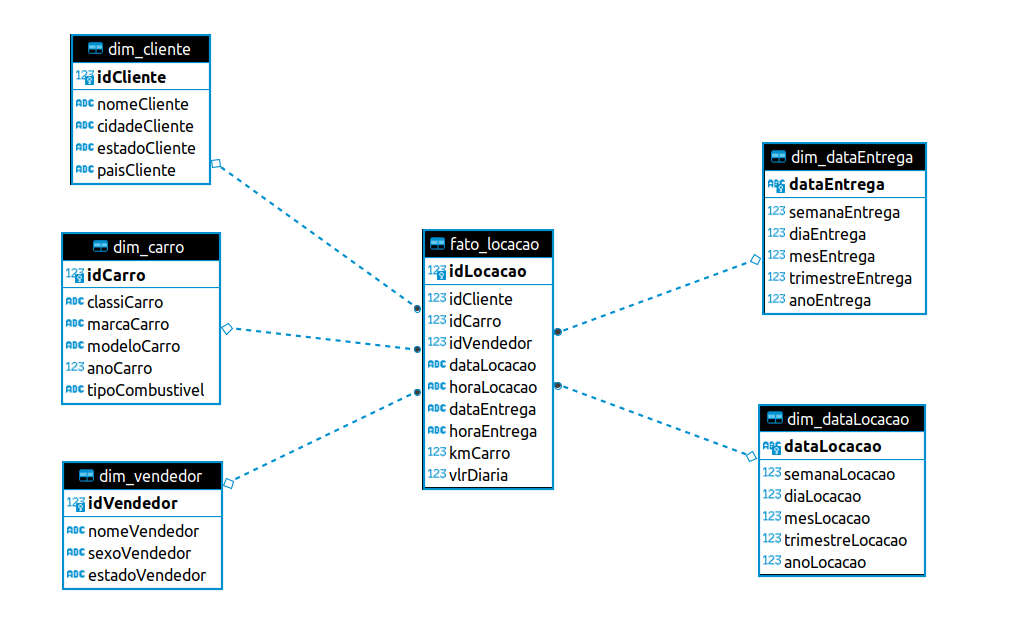 dim_cliente
123 idCliente
ABC nomeCliente
ABC cidadeCliente
ABC estadoCliente
ABC paisCliente
dim_carro
123 idCarro
ABC classiCarro
ABC marcaCarro
ABC modeloCarro
123 anoCarro
ABC tipoCombustivel
dim_vendedor
123 idVendedor
ABC nomeVendedor
ABC sexoVendedor
ABC estadoVendedor
fato_locacao
123 idLocacao
123 idCliente
123 idCarro
123 idVendedor
ABC dataLocacao
ABC horaLocacao
ABC dataEntrega
ABC horaEntrega
123 kmCarro
123 vlrDiaria
dim_dataEntrega
ABC dataEntrega
123 semanaEntrega
123 diaEntrega
123 mesEntrega
123 trimestreEntrega
123 anoEntrega
dim_dataLocacao
ABC dataLocacao
123 semanaLocacao
123 diaLocacao
123 mesLocacao
123 trimestreLocacao
123 anoLocacao